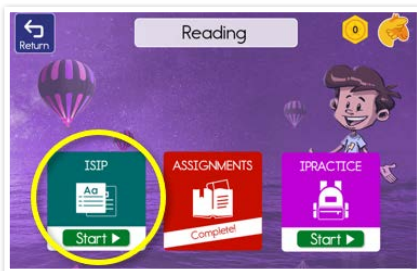 Return
Reading
0
ISIP
Aa
Start
ASSIGNMENTS
Complete!
IPRACTICE
Start